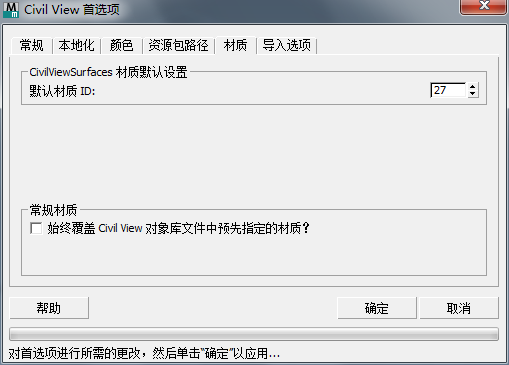 Civil View 首选项
常规 本地化 颜色 资源包路径 材质 导入选项
CivilViewSurfaces 材质默认设置
默认材质 ID: 27
常规材质
始终覆盖 Civil View 对象库文件中预先指定的材质?
帮助 确定 取消
对首选项进行所需的更改，然后单击“确定”以应用...